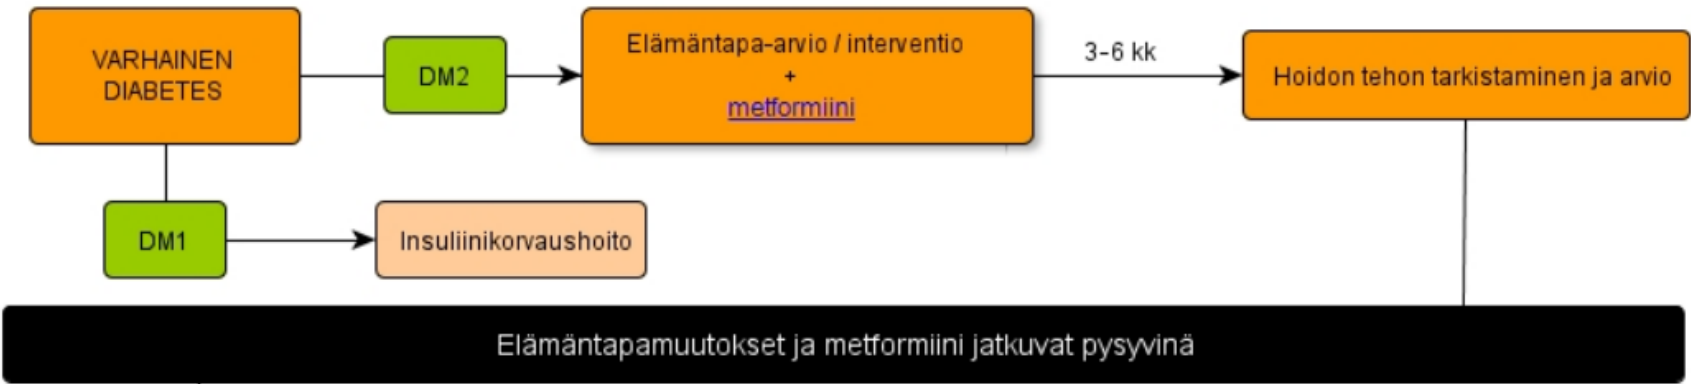 VARHAINEN
DIABETES
DM2
Elämäntapa-arvio / interventio
+
metformiini
3-6 kk
Hoidon tehon tarkistaminen ja arvio
DM1
Insuliinikorvaushoito
Elämäntapamuutokset ja metformiini jatkuvat pysyvinä